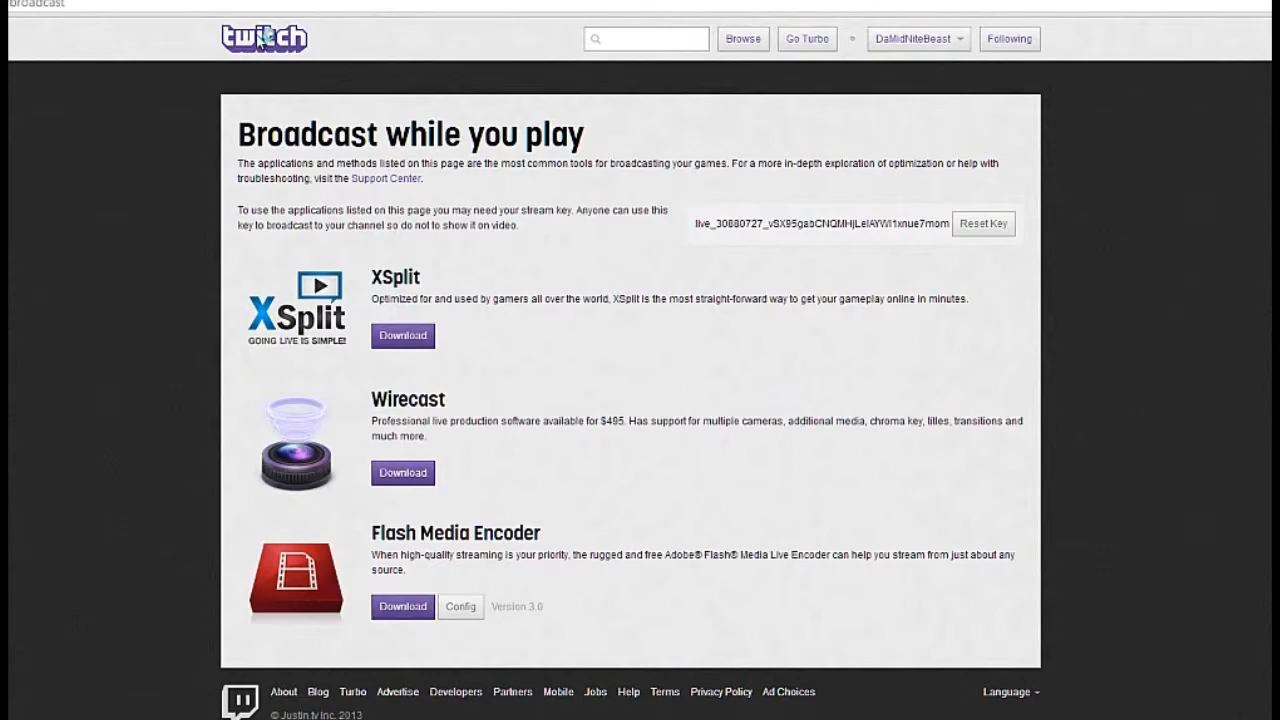 broadcast
twitch
Browse
Go Turbo
DaMidNiteBeast
Following
Broadcast while you play
The applications and methods listed on this page are the most common tools for broadcasting your games. For a more in-depth exploration of optimization or help with
troubleshooting, visit the Support Center.
To use the applications listed on this page you may need your stream key. Anyone can use this
key to broadcast to your channel so do not to show it on video.
Reset Key
XSplit
GOING LIVE IS SIMPLE!
XSplit
Optimized for and used by gamers all over the world, XSplit is the most straight-forward way to get your gameplay online in minutes.
Download
Wirecast
Professional live production software available for $495. Has support for multiple cameras, additional media, chroma key, titles, transitions and
much more.
Download
Flash Media Encoder
When high-quality streaming is your priority, the rugged and free Adobe® Flash® Media Live Encoder can help you stream from just about any
source.
Download
Config
Version 3.0
About Blog Turbo Advertise Developers Partners Mobile Jobs Help Terms Privacy Policy Ad Choices
Language
© Justin.tv Inc. 2013